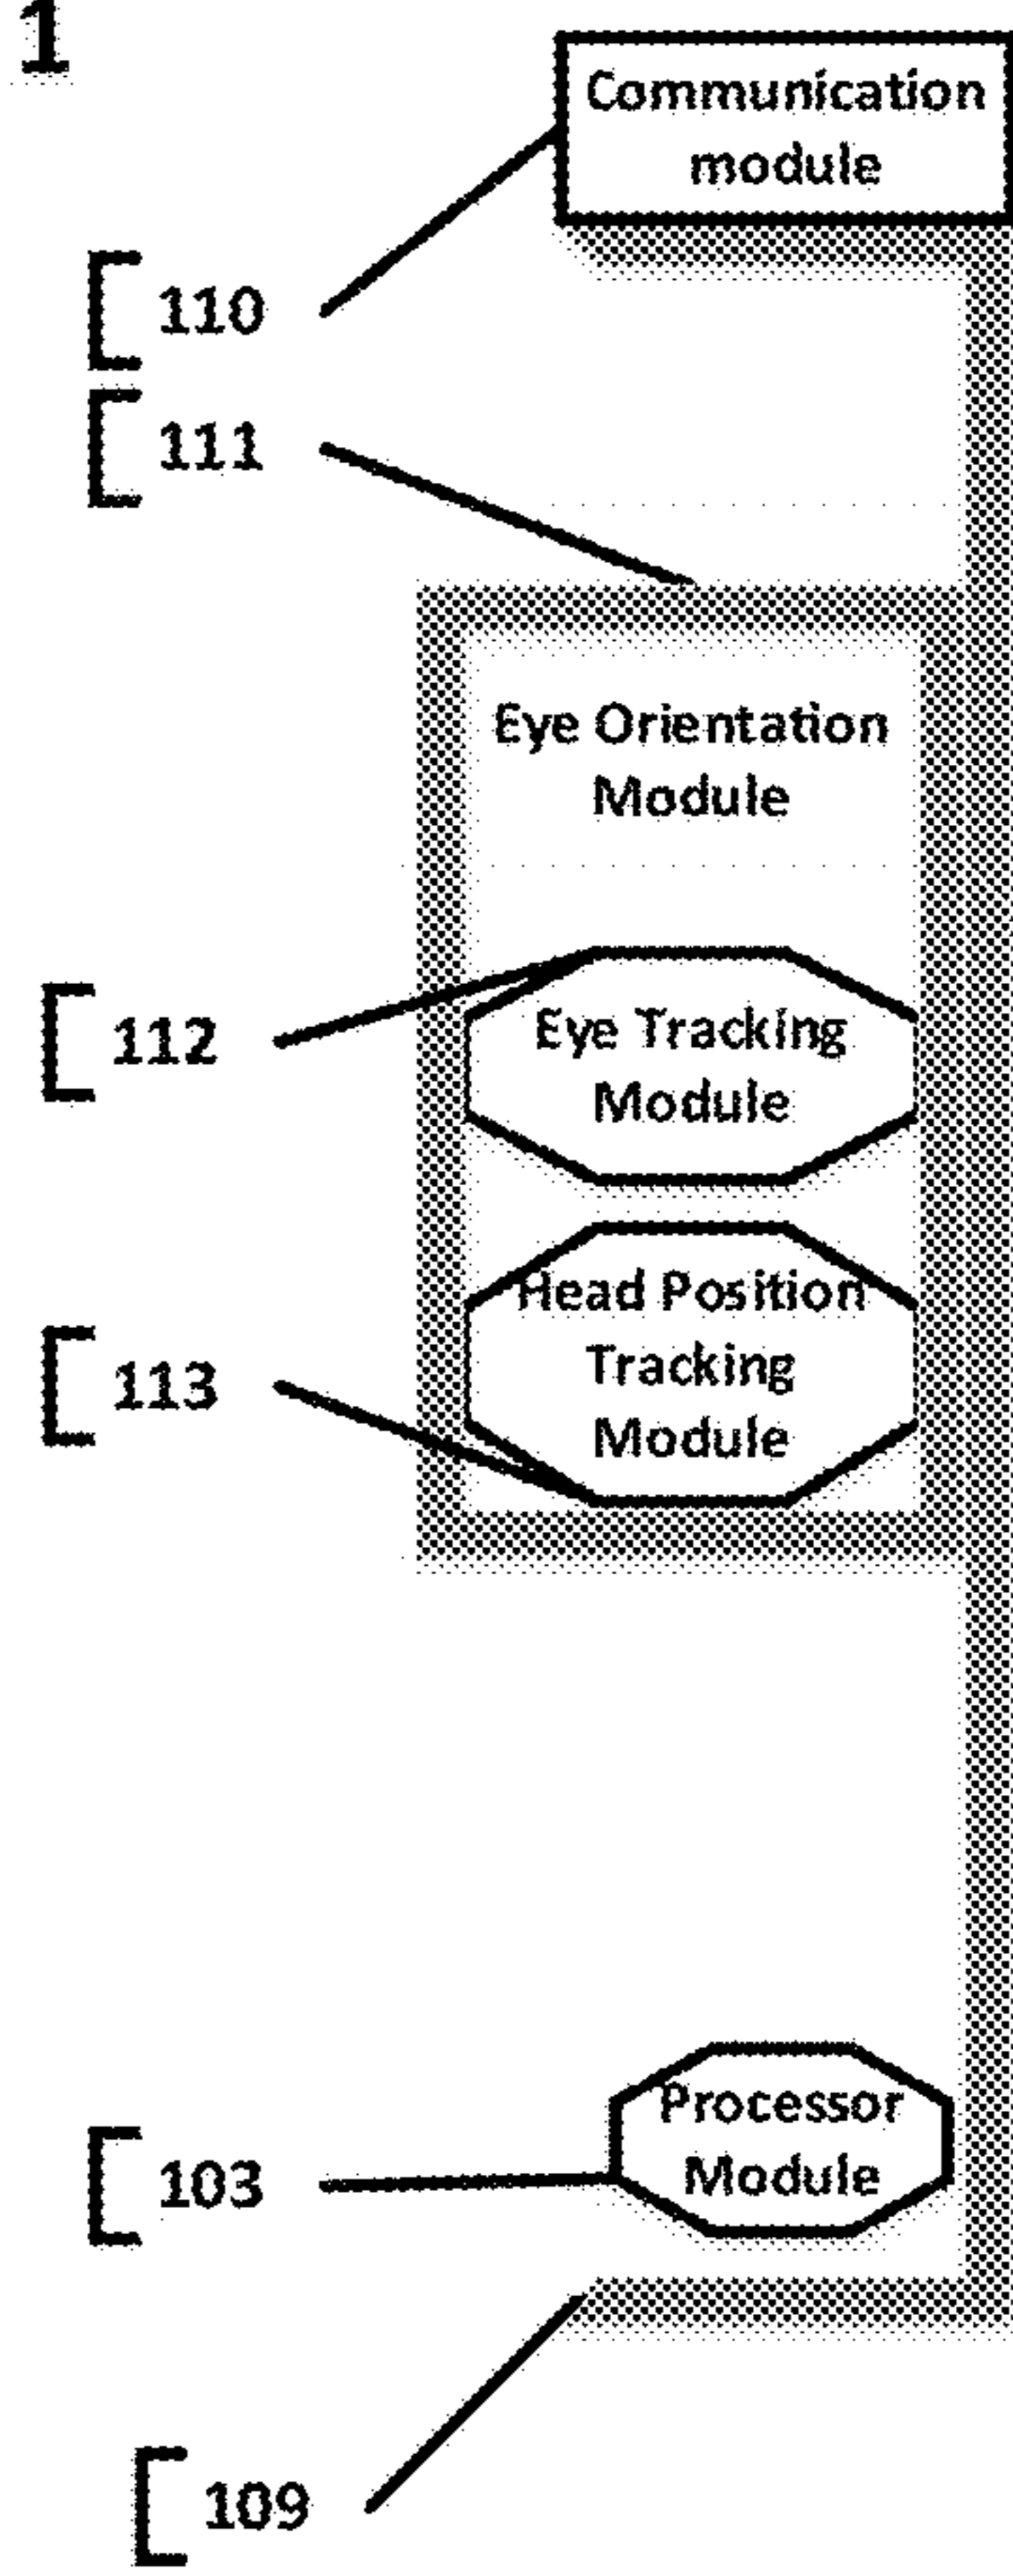 1
Communication
module
110
111
Eye Orientation
Module
112
Eye Tracking
Module
Head Position
Tracking
Module
113
Processor
Module
103
109